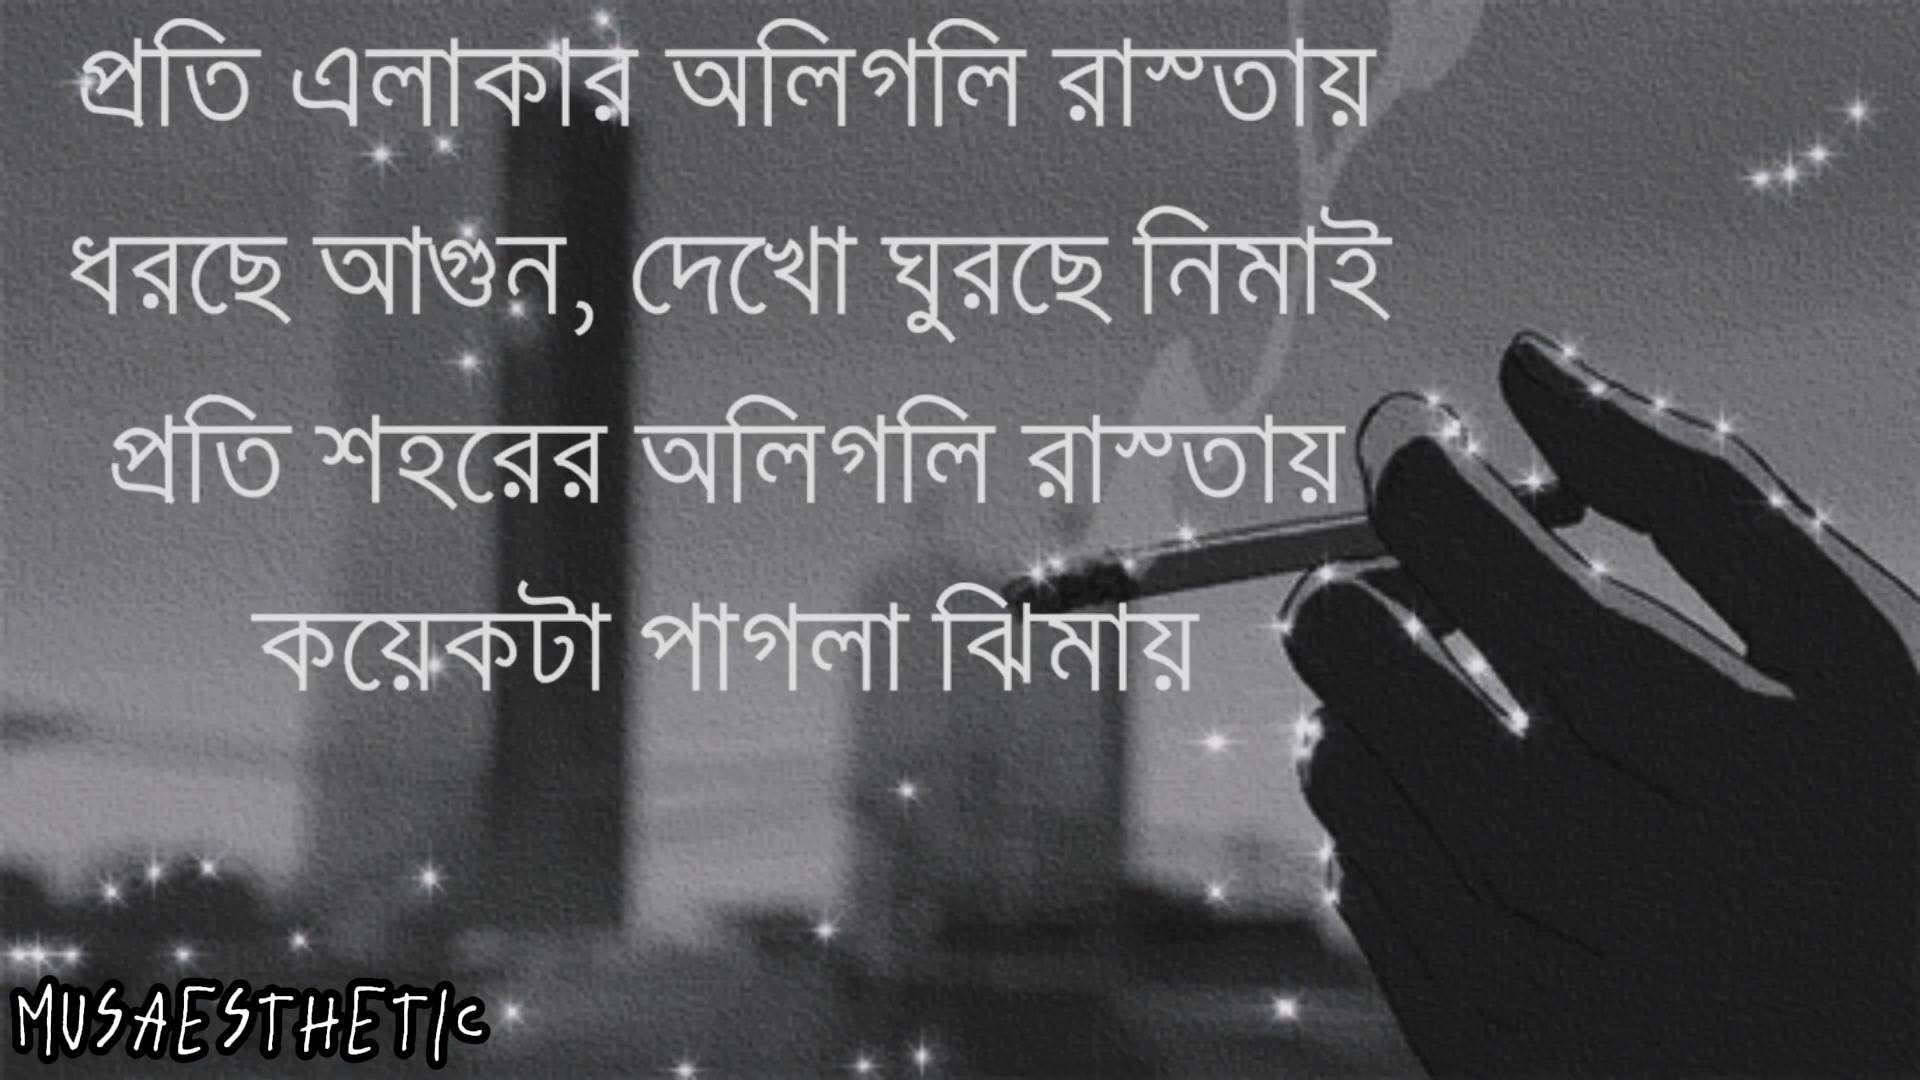 প্রতি এলাকার অলিগলি রাস্তায়
ধরছে আগুন, দেখো ঘুরছে নিমাই
প্রতি শহরের অলিগলি রাস্তায়
কয়েকটা পাগলা ঝিমায়
MUSAESTHETIC